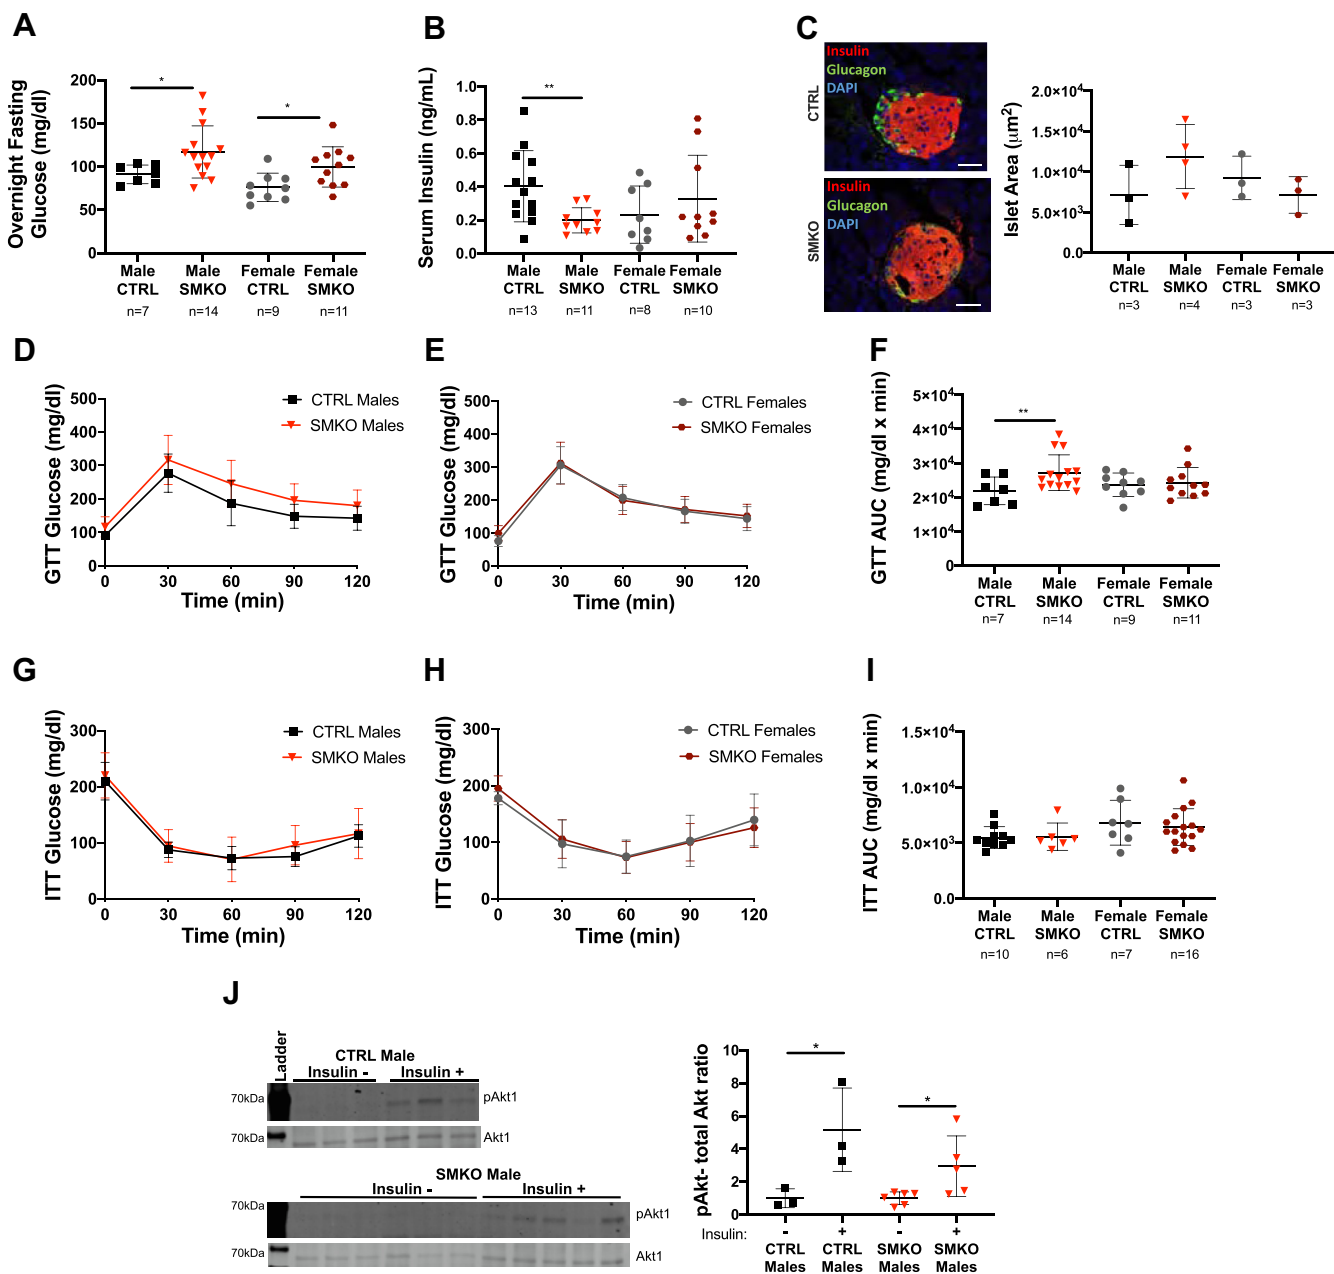 A
Overnight Fasting
Glucose (mg/dl)
200
150
100
50
0
*
*
Male
CTRL
Male
SMKO
Female
CTRL
Female
SMKO
n=7
n=14
n=9
n=11
B
Serum Insulin (ng/mL)
1.0
0.8
0.6
0.4
0.2
0.0
**
Male
CTRL
Male
SMKO
Female
CTRL
Female
SMKO
n=13
n=11
n=8
n=10
C
CTRL
Insulin
Glucagon
DAPI
SMKO
Insulin
Glucagon
DAPI
Islet Area (μm²)
2.0×10⁴
1.5×10⁴
1.0×10⁴
5.0×10³
0.0
Male
CTRL
Male
SMKO
Female
CTRL
Female
SMKO
n=3
n=4
n=3
n=3
D
GTT Glucose (mg/dl)
500
400
300
200
100
0
CTRL Males
SMKO Males
0 30 60 90 120
Time (min)
E
GTT Glucose (mg/dl)
500
400
300
200
100
0
CTRL Females
SMKO Females
0 30 60 90 120
Time (min)
F
GTT AUC (mg/dl x min)
5×10⁴
4×10⁴
3×10⁴
2×10⁴
1×10⁴
0
**
Male
CTRL
Male
SMKO
Female
CTRL
Female
SMKO
n=7
n=14
n=9
n=11
G
ITT Glucose (mg/dl)
300
200
100
0
CTRL Males
SMKO Males
0 30 60 90 120
Time (min)
H
ITT Glucose (mg/dl)
300
200
100
0
CTRL Females
SMKO Females
0 30 60 90 120
Time (min)
I
ITT AUC (mg/dl x min)
1.5×10⁴
1.0×10⁴
5.0×10³
0.0
Male
CTRL
Male
SMKO
Female
CTRL
Female
SMKO
n=10
n=6
n=7
n=16
J
Ladder
CTRL Male
Insulin - Insulin +
70kDa
pAkt1
70kDa
Akt1
SMKO Male
Insulin - Insulin +
70kDa
pAkt1
70kDa
Akt1
pAkt- total Akt ratio
10
8
6
4
2
0
*
*
Insulin: - + - +
CTRL
Males
CTRL
Males
SMKO
Males
SMKO
Males